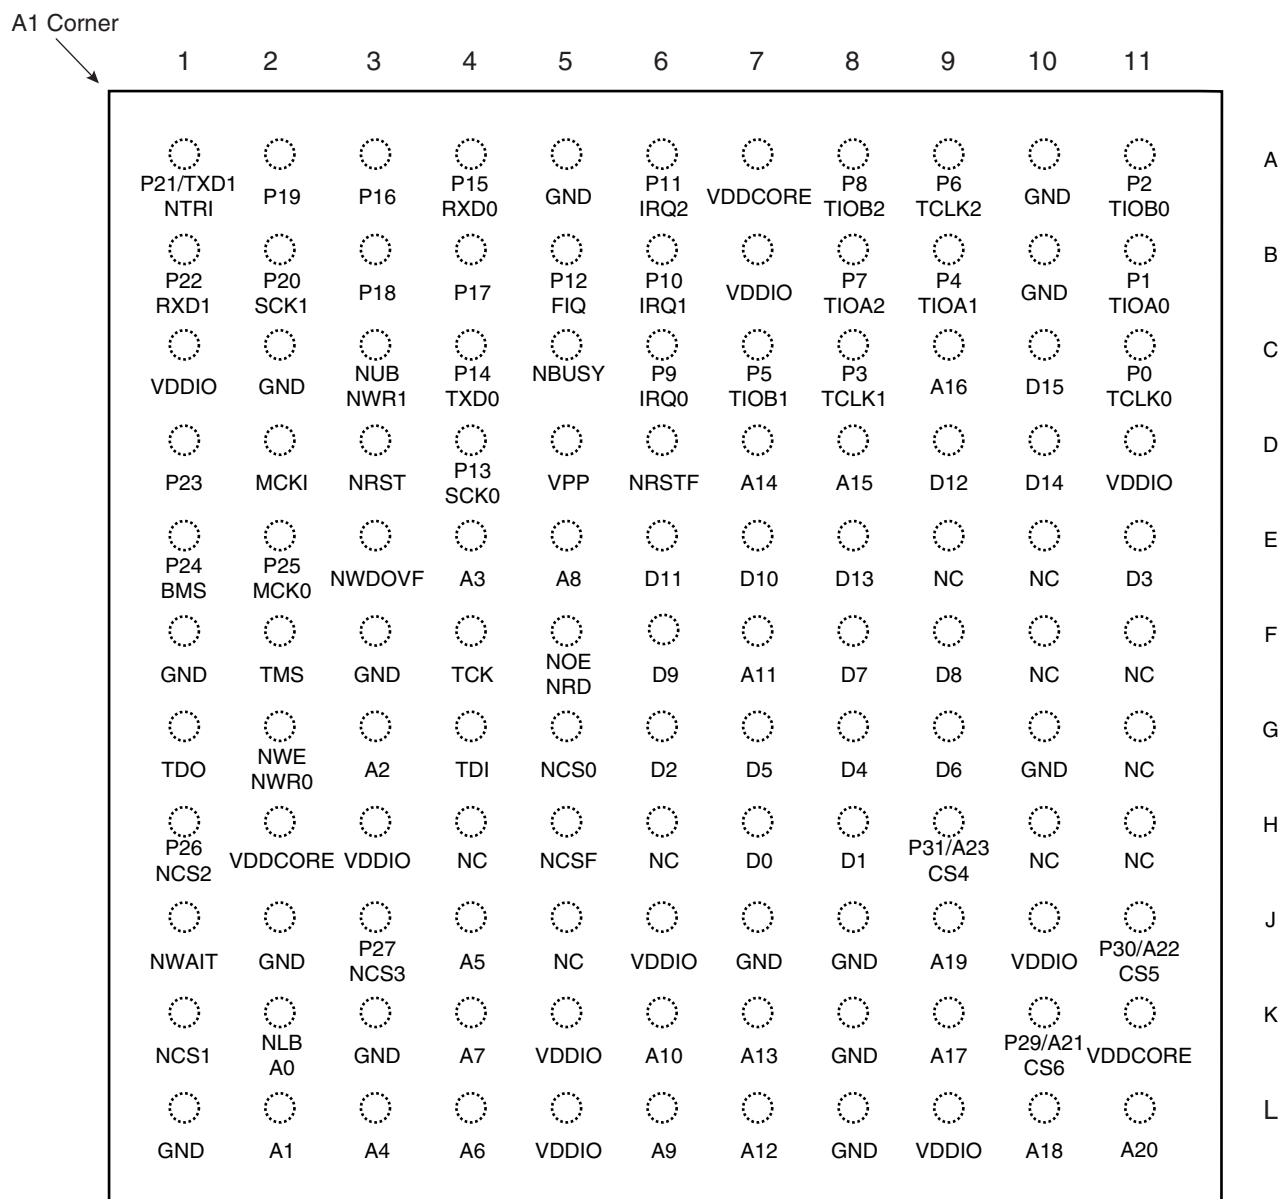 A1 Corner
1 2 3 4 5 6 7 8 9 10 11
A
P21/TXD1 P19 P16 P15 GND P11 VDDCORE P8 P6 GND P2
NTRI RXD0 IRQ2 TIOB2 TCLK2 TIOB0
B
P22 P20 P18 P17 P12 P10 VDDIO P7 P4 GND P1
RXD1 SCK1 FIQ IRQ1 TIOA2 TIOA1 TIOA0
C
VDDIO GND NUB P14 NBUSY P9 P5 P3 A16 D15 P0
NWR1 TXD0 IRQ0 TIOB1 TCLK1 TCLK0
D
P23 MCKI NRST P13 VPP NRSTF A14 A15 D12 D14 VDDIO
SCK0
E
P24 P25 NWDOVF A3 A8 D11 D10 D13 NC NC D3
BMS MCK0
F
GND TMS GND TCK NOE D9 A11 D7 D8 NC NC
NRD
G
TDO NWE A2 TDI NCS0 D2 D5 D4 D6 GND NC
NWR0
H
P26 VDDCORE VDDIO NC NCSF NC D0 D1 P31/A23 NC NC
NCS2 CS4
J
NWAIT GND P27 A5 NC VDDIO GND GND A19 VDDIO P30/A22
NCS3 CS5
K
NCS1 NLB GND A7 VDDIO A10 A13 GND A17 P29/A21 VDDCORE
A0 CS6
L
GND A1 A4 A6 VDDIO A9 A12 GND VDDIO A18 A20